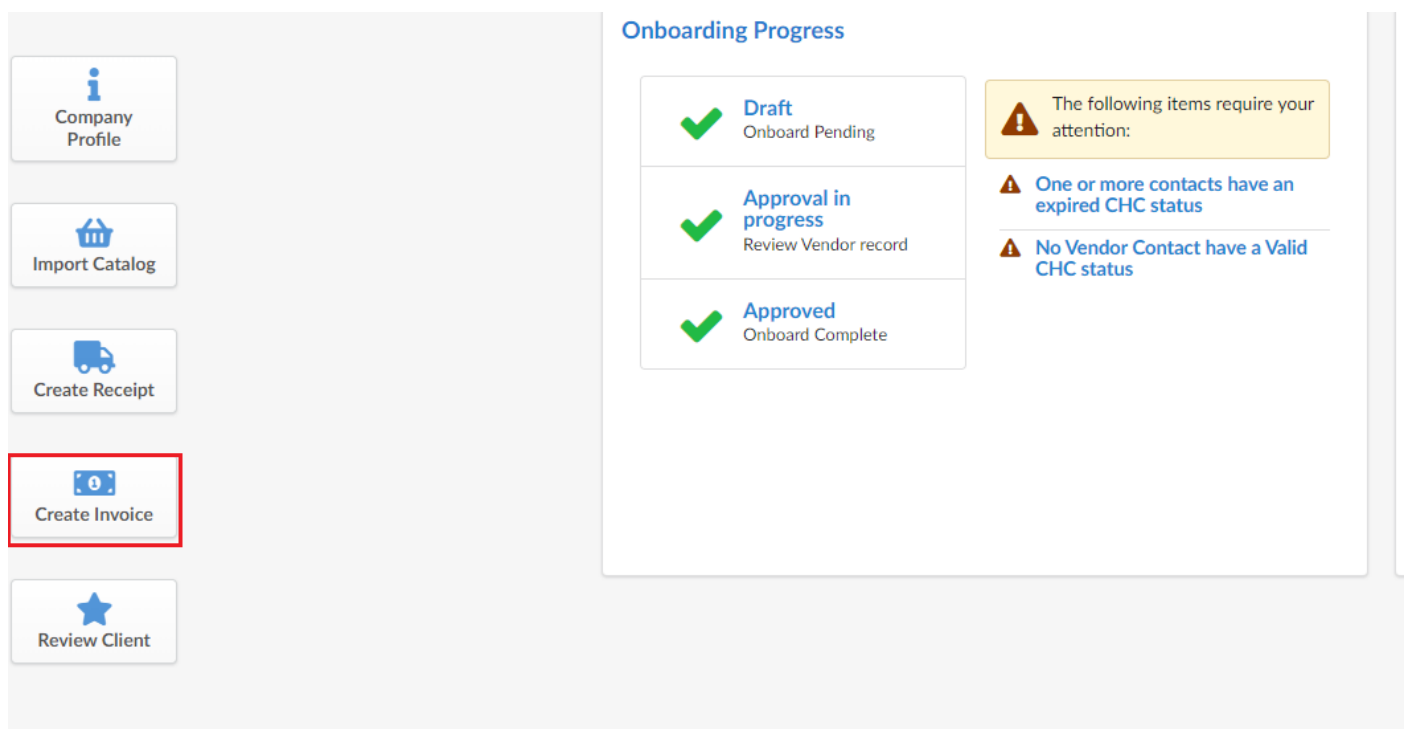 Company
Profile
Import Catalog
Create Receipt
Create Invoice
Review Client
Onboarding Progress
Draft
Onboard Pending
Approval in
progress
Review Vendor record
Approved
Onboard Complete
The following items require your
attention:
One or more contacts have an
expired CHC status
No Vendor Contact have a Valid
CHC status